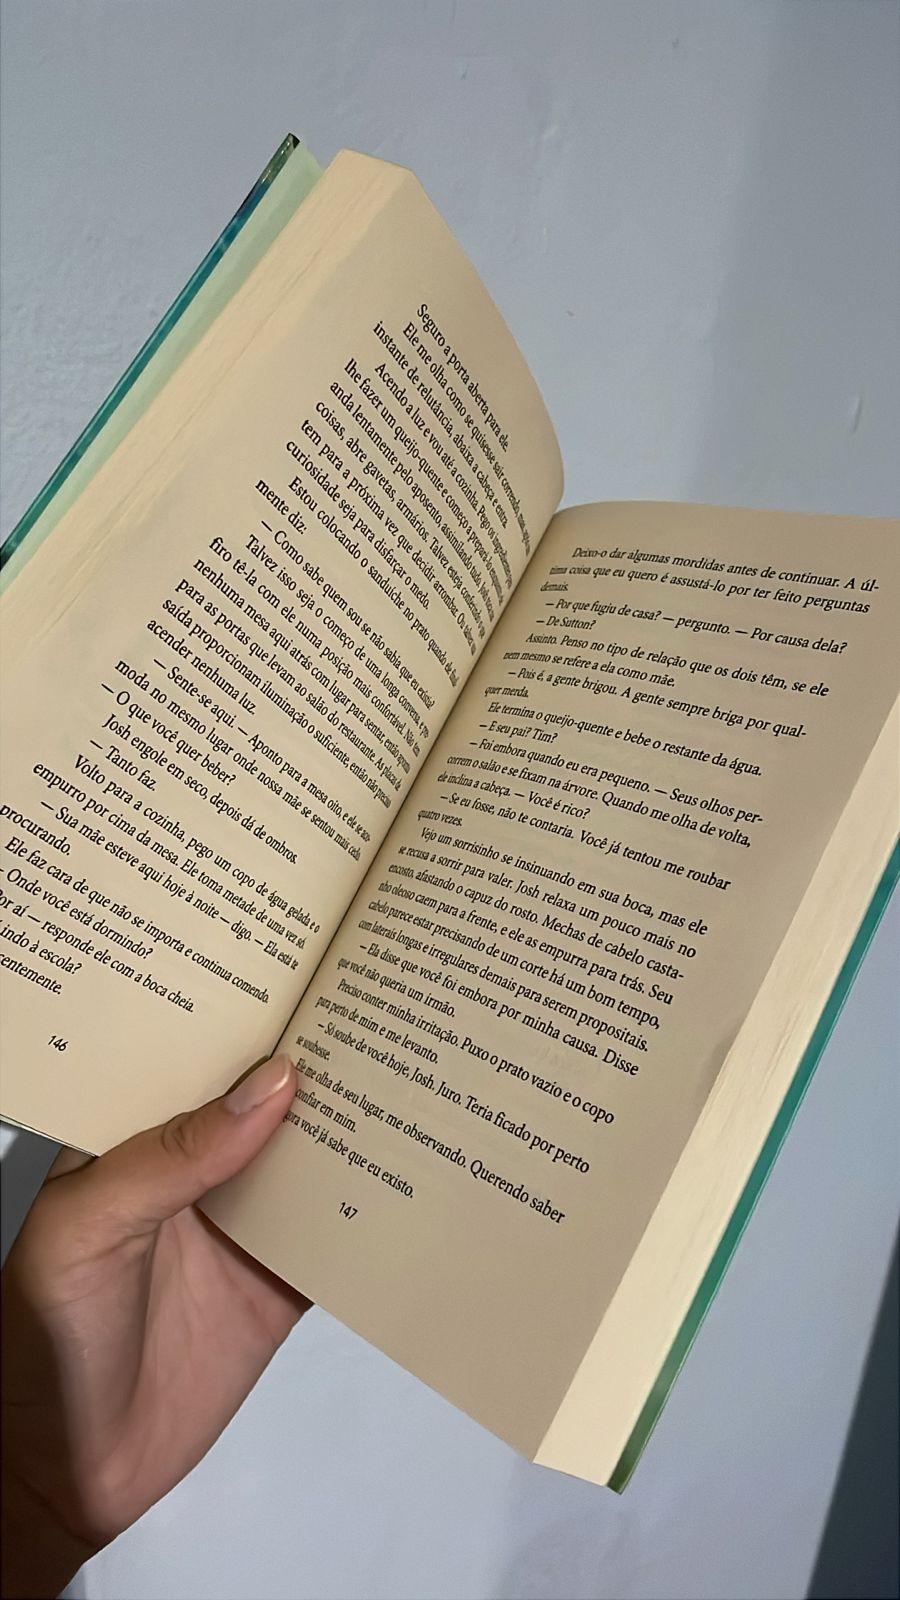 Seguro a porta aberta para ele.
Ele me olha como se quisesse sair correndo, mas
instante de relutância, abaixa a cabeça e entra.
Acendo a luz e vou até a cozinha. Pego os
lhe fazer um queijo-quente e começo a prepará-lo enquanto
anda lentamente pelo aposento, assimilando tudo,
coisas, abre gavetas, armários. Talvez esteja conferindo o que
tem para a próxima vez que decidir arrombar. Ou talvez
curiosidade seja para disfarçar o medo.
Estou colocando o sanduíche no prato quando ele
mente diz:
— Como sabe quem sou se não sabia que eu existia?
Talvez isso seja o começo de uma longa conversa, e
firo tê-la com ele numa posição mais confortável. Não tem
nenhuma mesa aqui atrás com lugar para sentar, então aponto
para as portas que levam ao salão do restaurante. As placas de
saída proporcionam iluminação o suficiente, então não preciso
acender nenhuma luz.
— Sente-se aqui. — Aponto para a mesa oito, e ele se aco-
moda no mesmo lugar onde nossa mãe se sentou mais cedo.
— O que você quer beber?
Josh engole em seco, depois dá de ombros.
— Tanto faz.
Volto para a cozinha, pego um copo de água gelada e o
empurro por cima da mesa. Ele toma metade de uma vez só.
— Sua mãe esteve aqui hoje à noite — digo. — Ela está te
procurando.
Ele faz cara de que não se importa e continua comendo.
— Onde você está dormindo?
Por aí — responde ele com a boca cheia.
indo à escola?
centemente.
146
Deixo-o dar algumas mordidas antes de continuar. A úl-
tima coisa que eu quero é assustá-lo por ter feito perguntas
demais.
— Por que fugiu de casa? — pergunto. — Por causa dela?
— De Sutton?
Assinto. Penso no tipo de relação que os dois têm, se ele
nem mesmo se refere a ela como mãe.
— Pois é, a gente brigou. A gente sempre briga por qual-
quer merda.
Ele termina o queijo-quente e bebe o restante da água.
— E seu pai? Tim?
— Foi embora quando eu era pequeno. — Seus olhos per-
correm o salão e se fixam na árvore. Quando me olha de volta,
ele inclina a cabeça. — Você é rico?
— Se eu fosse, não te contaria. Você já tentou me roubar
quatro vezes.
Vejo um sorrisinho se insinuando em sua boca, mas ele
se recusa a sorrir para valer. Josh relaxa um pouco mais no
encosto, afastando o capuz do rosto. Mechas de cabelo casta-
nho oleoso caem para a frente, e ele as empurra para trás. Seu
cabelo parece estar precisando de um corte há um bom tempo,
com laterais longas e irregulares demais para serem propositais.
— Ela disse que você foi embora por minha causa. Disse
que você não queria um irmão.
Preciso conter minha irritação. Puxo o prato vazio e o copo
para perto de mim e me levanto.
— Só soube de você hoje, Josh. Juro. Teria ficado por perto
se soubesse.
Ele me olha de seu lugar, me observando. Querendo saber
confiar em mim.
você já sabe que eu existo.
147